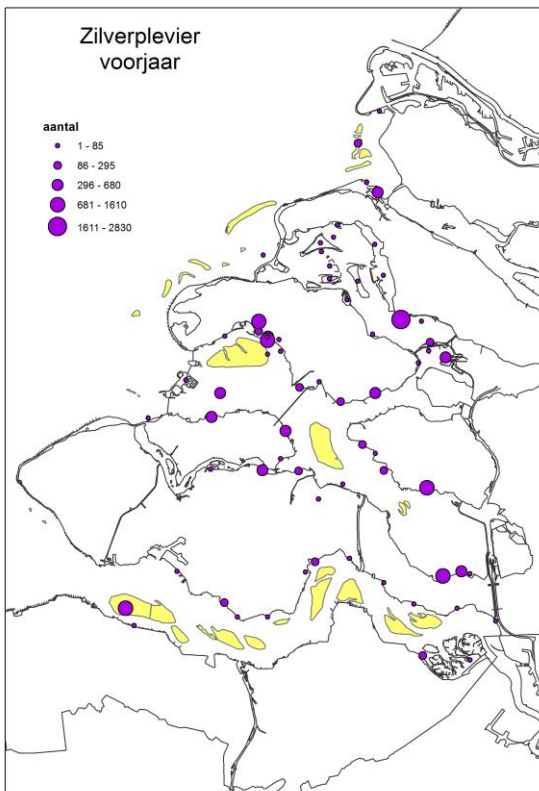 Zilverplevier
voorjaar
aantal
1 - 85
86 - 295
296 - 680
681 - 1610
1611 - 2830